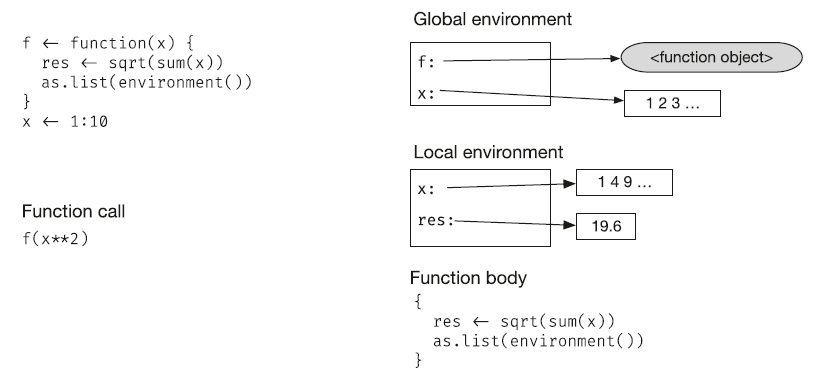 f ← function(x) {
  res ← sqrt(sum(x))
  as.list(environment())
}
x ← 1:10
Function call
f(x**2)
Global environment
f:
<function object>
x:
1 2 3 ...
Local environment
x:
1 4 9 ...
res:
19.6
Function body
{
  res ← sqrt(sum(x))
  as.list(environment())
}